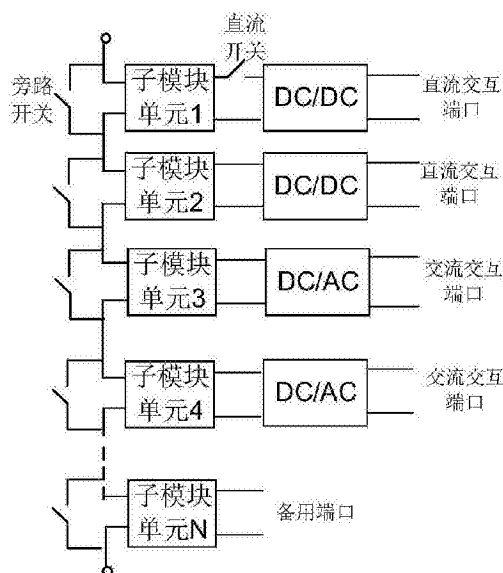 直流
开关
旁路
开关
子模块
单元1
DC/DC
直流交互
端口
子模块
单元2
DC/DC
直流交互
端口
子模块
单元3
DC/AC
交流交互
端口
子模块
单元4
DC/AC
交流交互
端口
子模块
单元N
备用端口